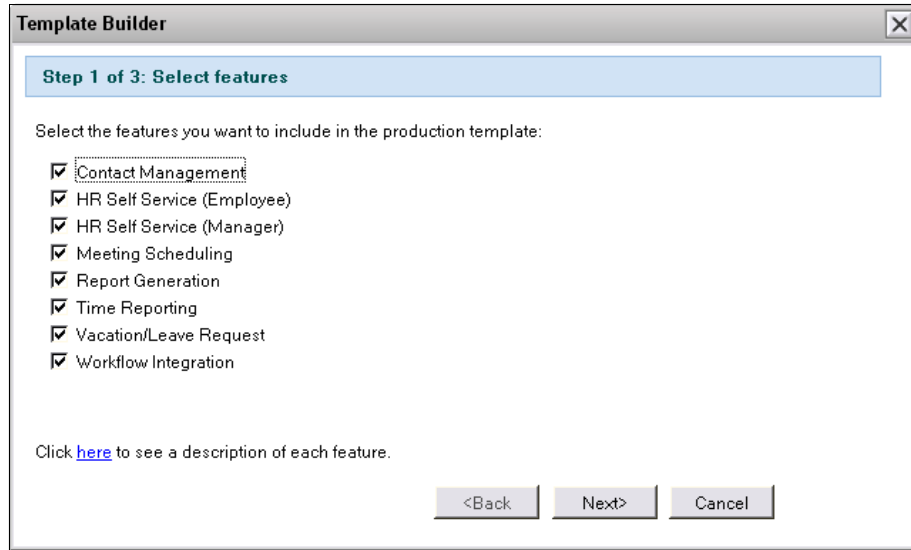 Template Builder
Step 1 of 3: Select features
Select the features you want to include in the production template:
Contact Management
HR Self Service (Employee)
HR Self Service (Manager)
Meeting Scheduling
Report Generation
Time Reporting
Vacation/Leave Request
Workflow Integration
Click here to see a description of each feature.
<Back Next> Cancel